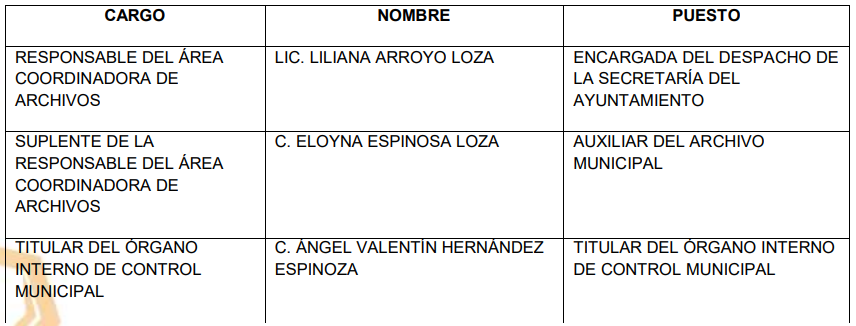 CARGO NOMBRE PUESTO
RESPONSABLE DEL ÁREA COORDINADORA DE ARCHIVOS LIC. LILIANA ARROYO LOZA ENCARGADA DEL DESPACHO DE LA SECRETARÍA DEL AYUNTAMIENTO
SUPLENTE DE LA RESPONSABLE DEL ÁREA COORDINADORA DE ARCHIVOS C. ELOYNA ESPINOSA LOZA AUXILIAR DEL ARCHIVO MUNICIPAL
TITULAR DEL ÓRGANO INTERNO DE CONTROL MUNICIPAL C. ÁNGEL VALENTÍN HERNÁNDEZ ESPINOZA TITULAR DEL ÓRGANO INTERNO DE CONTROL MUNICIPAL